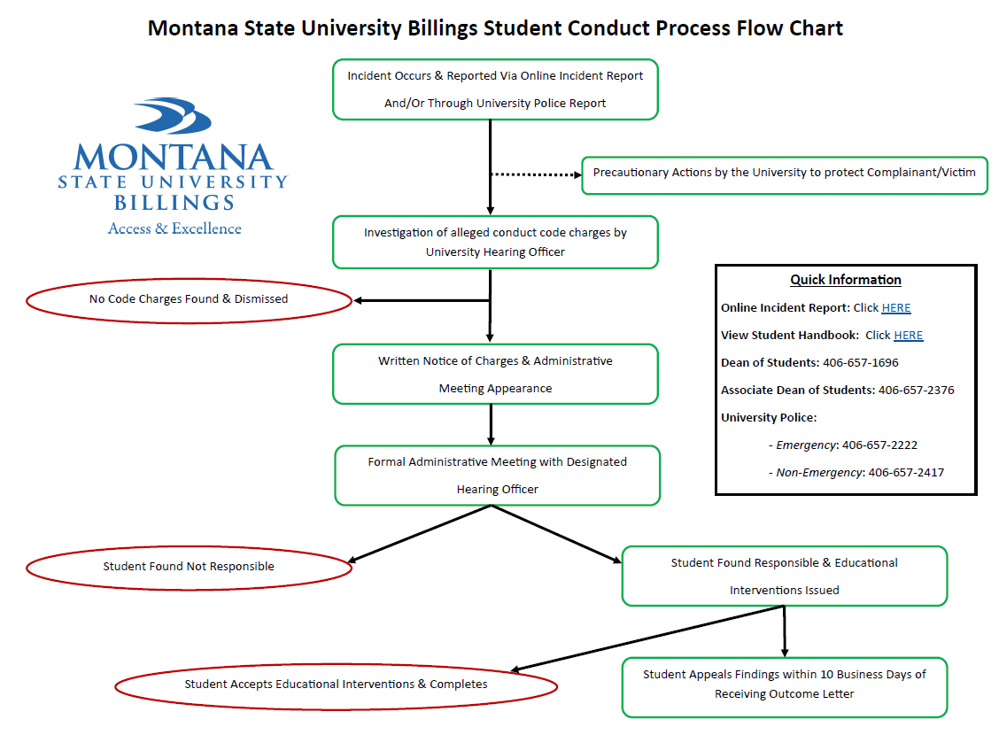 Montana State University Billings Student Conduct Process Flow Chart
Incident Occurs & Reported Via Online Incident Report
And/Or Through University Police Report
MONTANA
STATE UNIVERSITY
BILLINGS
Access & Excellence
Precautionary Actions by the University to protect Complainant/Victim
Investigation of alleged conduct code charges by
University Hearing Officer
No Code Charges Found & Dismissed
Written Notice of Charges & Administrative
Meeting Appearance
Formal Administrative Meeting with Designated
Hearing Officer
Quick Information
Online Incident Report: Click HERE
View Student Handbook: Click HERE
Dean of Students: 406-657-1696
Associate Dean of Students: 406-657-2376
University Police:
- Emergency: 406-657-2222
- Non-Emergency: 406-657-2417
Student Found Not Responsible
Student Found Responsible & Educational
Interventions Issued
Student Accepts Educational Interventions & Completes
Student Appeals Findings within 10 Business Days of
Receiving Outcome Letter